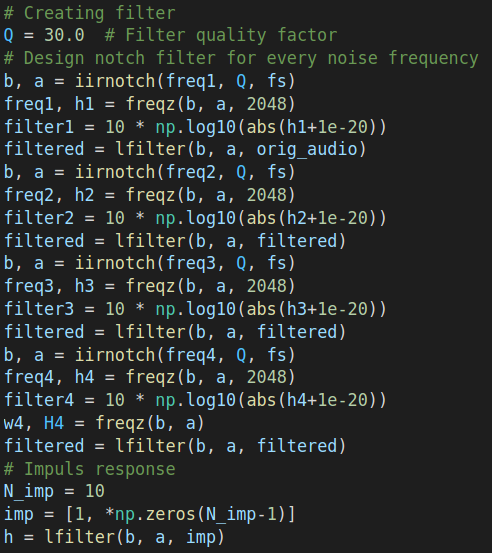 # Creating filter
Q = 30.0  # Filter quality factor
# Design notch filter for every noise frequency
b, a = iirnotch(freq1, Q, fs)
freq1, h1 = freqz(b, a, 2048)
filter1 = 10 * np.log10(abs(h1+1e-20))
filtered = lfilter(b, a, orig_audio)
b, a = iirnotch(freq2, Q, fs)
freq2, h2 = freqz(b, a, 2048)
filter2 = 10 * np.log10(abs(h2+1e-20))
filtered = lfilter(b, a, filtered)
b, a = iirnotch(freq3, Q, fs)
freq3, h3 = freqz(b, a, 2048)
filter3 = 10 * np.log10(abs(h3+1e-20))
filtered = lfilter(b, a, filtered)
b, a = iirnotch(freq4, Q, fs)
freq4, h4 = freqz(b, a, 2048)
filter4 = 10 * np.log10(abs(h4+1e-20))
w4, H4 = freqz(b, a)
filtered = lfilter(b, a, filtered)
# Impuls response
N_imp = 10
imp = [1, *np.zeros(N_imp-1)]
h = lfilter(b, a, imp)